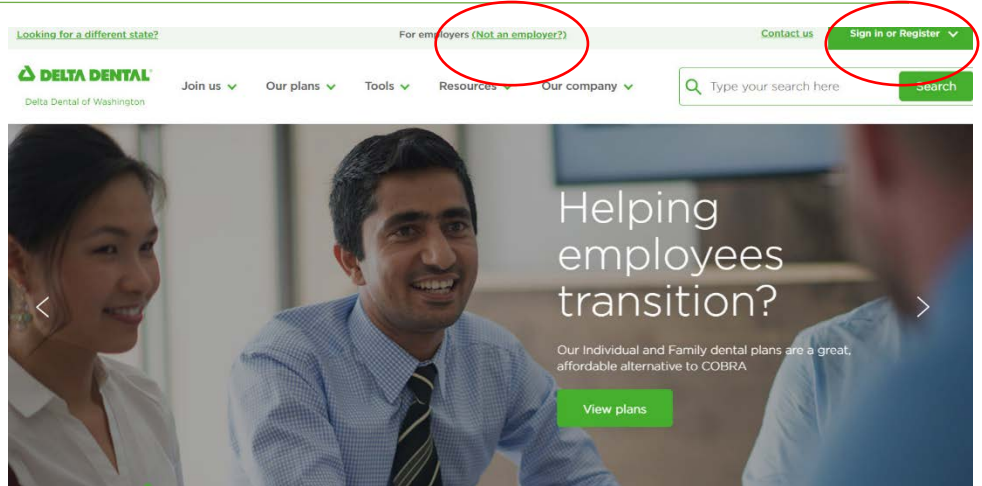 Looking for a different state?
For employers (Not an employer?)
Contact us
Sign in or Register
DELTA DENTAL
Delta Dental of Washington
Join us
Our plans
Tools
Resources
Our company
Type your search here
Search
Helping
employees
transition?
Our Individual and Family dental plans are a great,
affordable alternative to COBRA
View plans